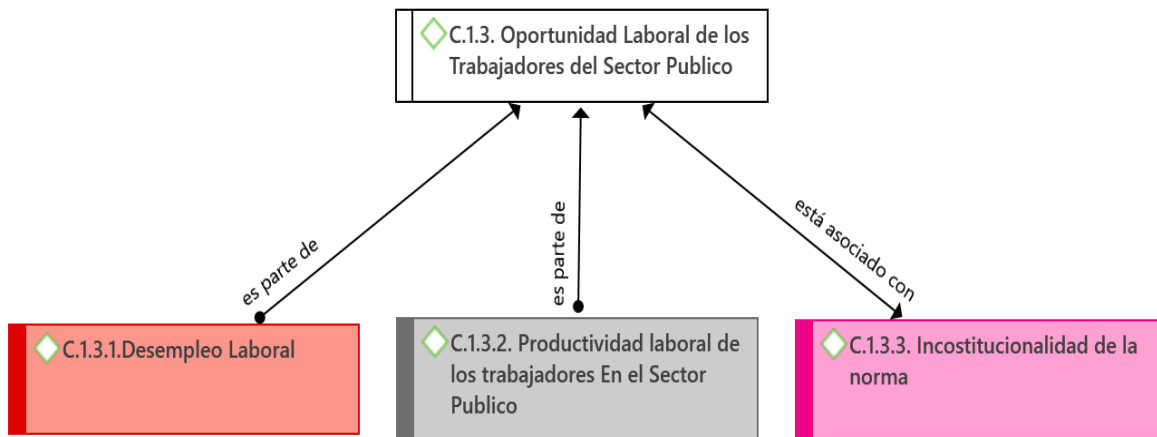 C.1.3. Oportunidad Laboral de los
Trabajadores del Sector Publico
es parte de
es parte de
está asociado con
C.1.3.1.Desempleo Laboral
C.1.3.2. Productividad laboral de
los trabajadores En el Sector
Publico
C.1.3.3. Incostitucionalidad de la
norma